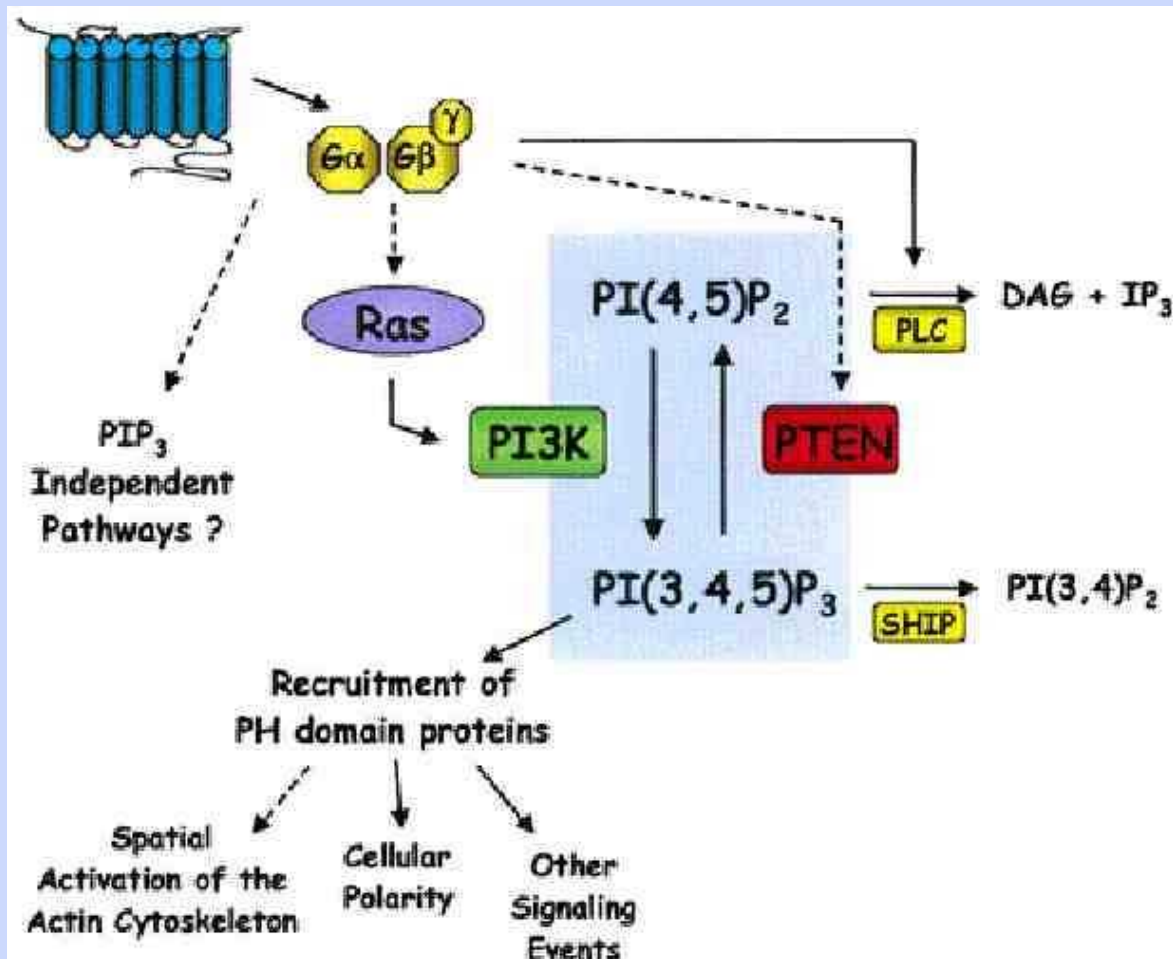 Gα Gβ γ
Ras
PI(4,5)P₂
DAG + IP₃
PLC
PIP₃
Independent
Pathways ?
PI3K
PTEN
PI(3,4,5)P₃
PI(3,4)P₂
SHIP
Recruitment of
PH domain proteins
Spatial
Activation of the
Actin Cytoskeleton
Cellular
Polarity
Other
Signaling
Events